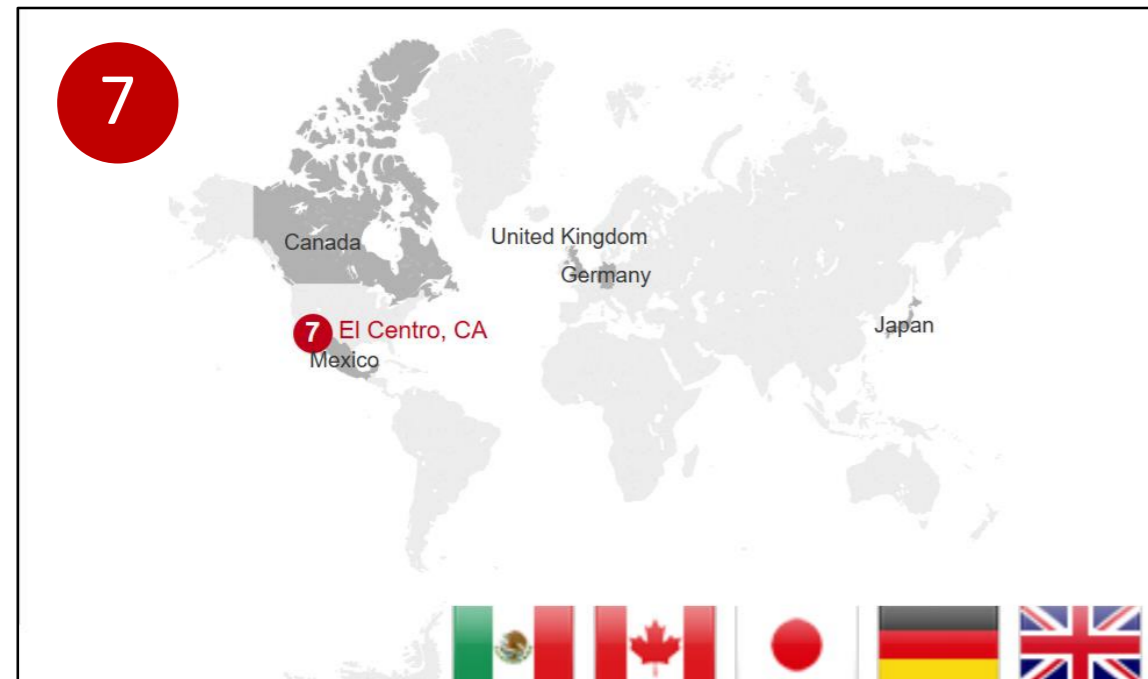 7
Canada
United Kingdom
Germany
7 El Centro, CA
Japan
Mexico